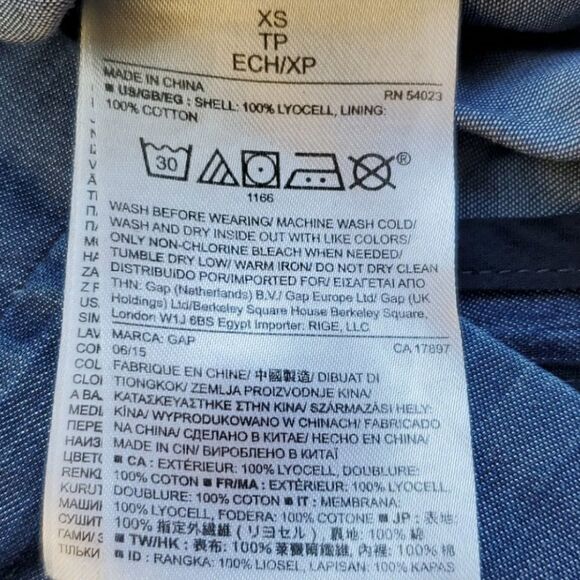 XS
TP
ECH/XP
MADE IN CHINA RN 54023
■ US/GB/EG : SHELL: 100% LYOCELL, LINING:
100% COTTON
30
®
1166
WASH BEFORE WEARING/ MACHINE WASH COLD/
WASH AND DRY INSIDE OUT WITH LIKE COLORS/
ONLY NON-CHLORINE BLEACH WHEN NEEDED/
TUMBLE DRY LOW/ WARM IRON/ DO NOT DRY CLEAN
DISTRIBUIDO POR/IMPORTED FOR/ ΕΙΣΑΓΕΤΑΙ ΑΠΟ
ΤΗΝ: Gap (Netherlands) B.V./ Gap Europe Ltd/ Gap (UK
Holdings) Ltd/Berkeley Square House Berkeley Square,
London W1J 6BS Egypt Importer: RIGE, LLC
MARCA: GAP CA 17897
06/15
FABRIQUE EN CHINE/ 中國製造/ DIBUAT DI
TIONGKOK/ ZEMLJA PROIZVODNJE KINA/
ΚΑΤΑΣΚΕΥΑΣΤΗΚΕ ΣΤΗΝ ΚΙΝΑ/ SZÁRMAZÁSI HELY:
KÍNA/ WYPRODUKOWANO W CHINACH/ FABRICADO
NA CHINA/ СДЕЛАНО В КИТАЕ/ HECHO EN CHINA/
MADE IN CIN/ ВИРОБЛЕНО В КИТАЇ
■ CA : EXTÉRIEUR: 100% LYOCELL, DOUBLURE:
100% COTON ■ FR/MA : EXTÉRIEUR: 100% LYOCELL,
DOUBLURE: 100% COTON ■ IT : MEMBRANA:
100% LYOCELL, FODERA: 100% COTONE ■ JP : 表地:
100% 指定外繊維 ( リヨセル ) 裏地: 100% 綿
■ TW/HK : 表布: 100% 萊賽爾纖維, 內裡: 100% 棉
■ ID : RANGKA: 100% LIOSEL, LAPISAN: 100% KAPAS